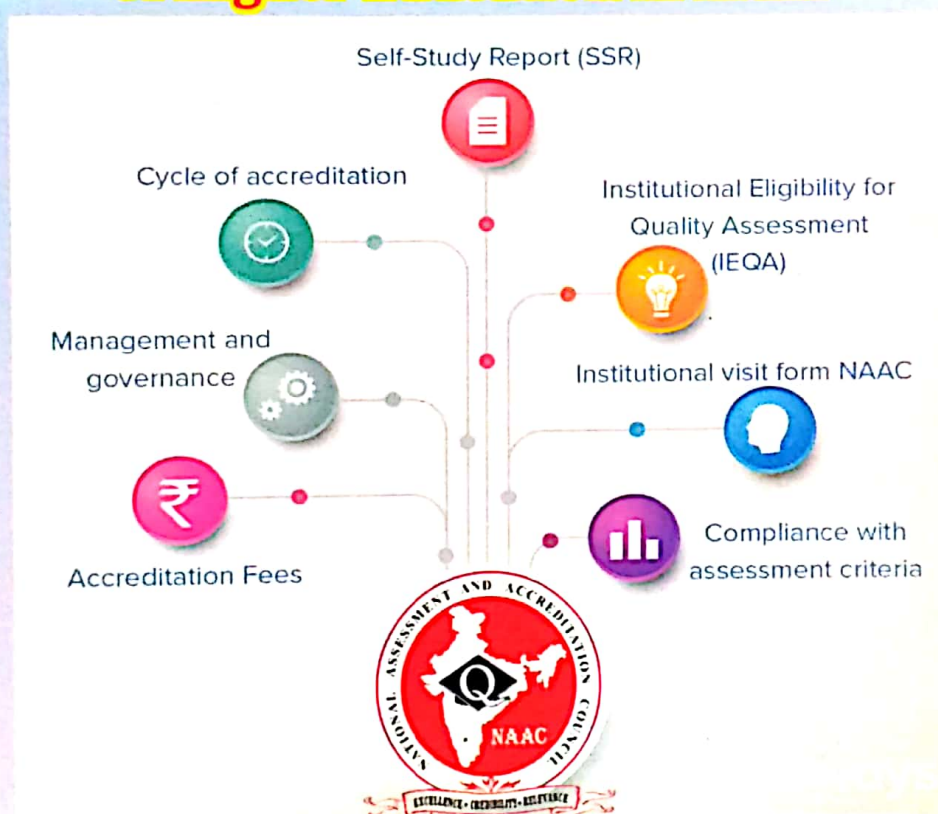 Self-Study Report (SSR)
Cycle of accreditation
Institutional Eligibility for
Quality Assessment
(IEQA)
Management and
governance
Institutional visit form NAAC
₹
Accreditation Fees
Compliance with
assessment criteria
NATIONAL ASSESSMENT AND ACCREDITATION COUNCIL
Q
NAAC
EXCELLENCE • CREDIBILITY • RELEVANCE